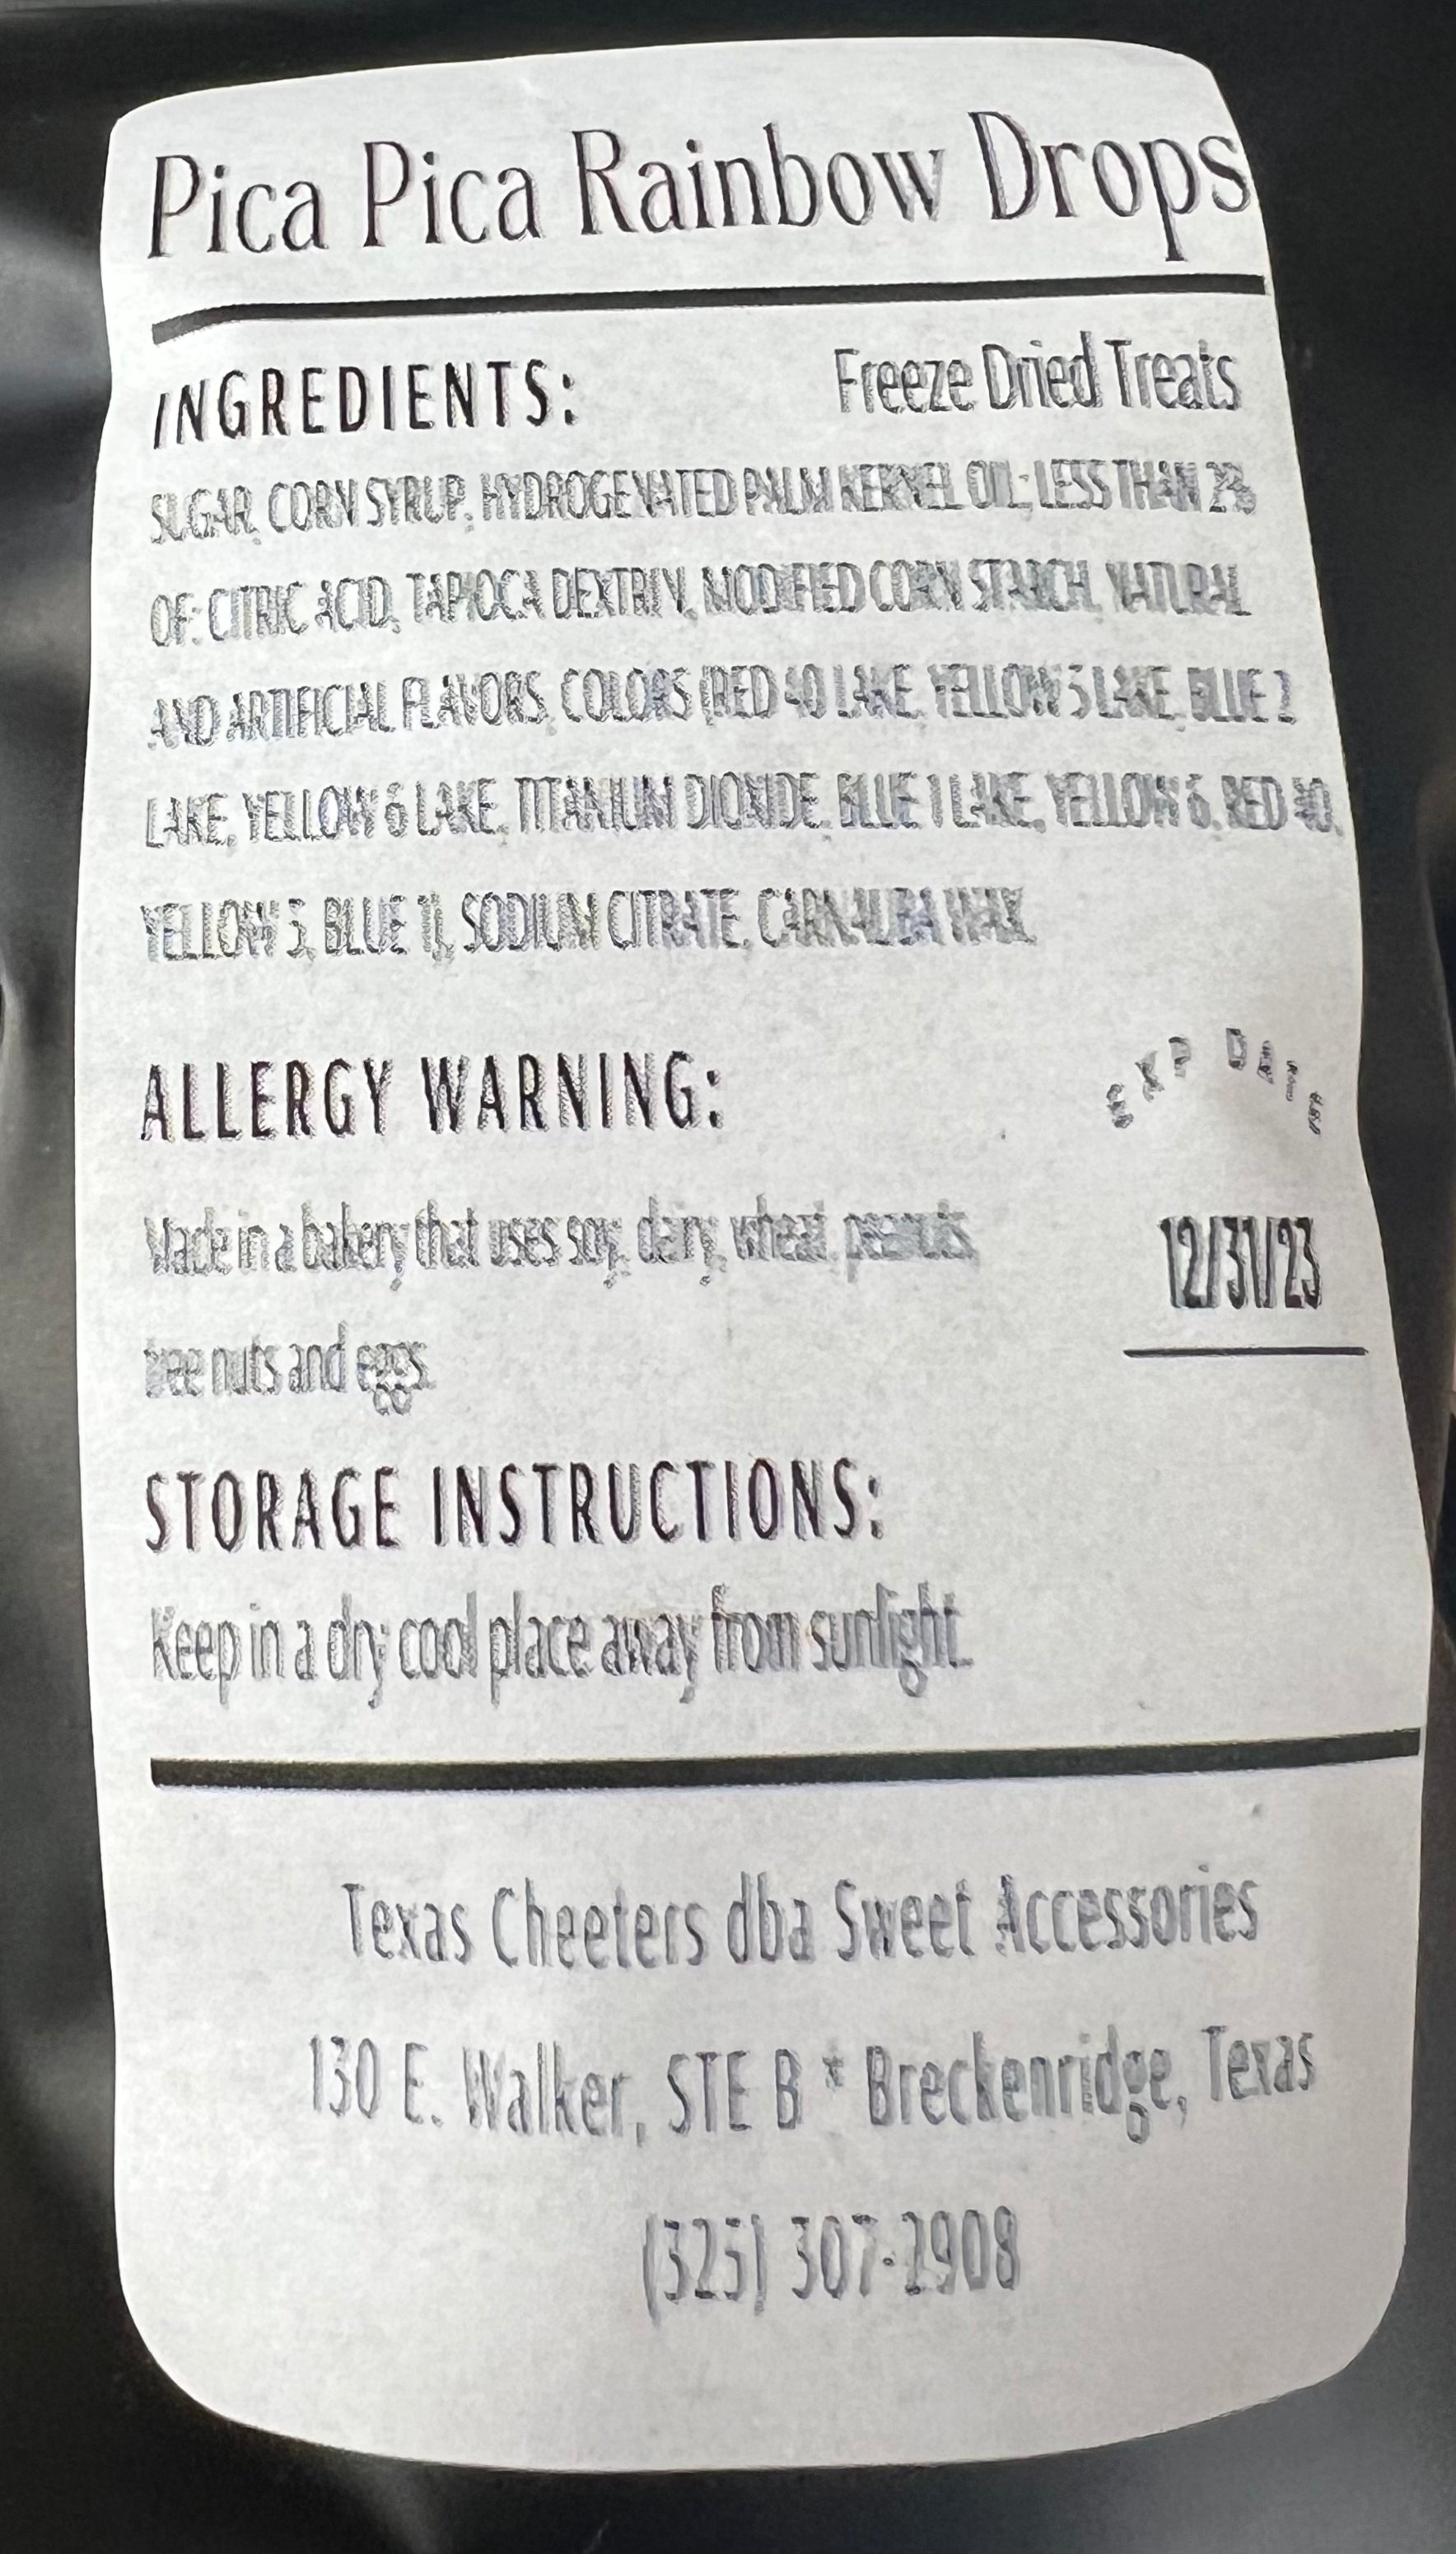 Pica Pica Rainbow Drops
INGREDIENTS:
Freeze Dried Treats
SUGAR, CORN SYRUP, HYDROGENATED PALM KERNEL OIL; LESS THAN 2%
OF: CITRIC ACID, TAPIOCA DEXTRIN, MODIFIED CORN STARCH, NATURAL
AND ARTIFICIAL FLAVORS, COLORS (RED 40 LAKE, YELLOW 5 LAKE, BLUE 2
LAKE, YELLOW 6 LAKE, TITANIUM DIOXIDE, BLUE 1 LAKE, YELLOW 6, RED 40,
YELLOW 5, BLUE 1), SODIUM CITRATE, CARNAUBA WAX.
ALLERGY WARNING:
EXP DATE
Made in a bakery that uses soy, dairy, wheat, peanuts,
12/31/23
tree nuts and eggs.
STORAGE INSTRUCTIONS:
Keep in a dry cool place away from sunlight.
Texas Cheeters dba Sweet Accessories
130 E. Walker, STE B * Breckenridge, Texas
(325) 307-2908